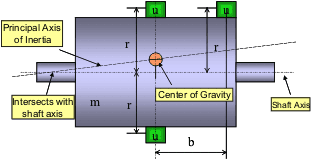 u
u
Principal Axis
of Inertia
r
r
Intersects with
shaft axis
m
r
Center of Gravity
Shaft Axis
u
b